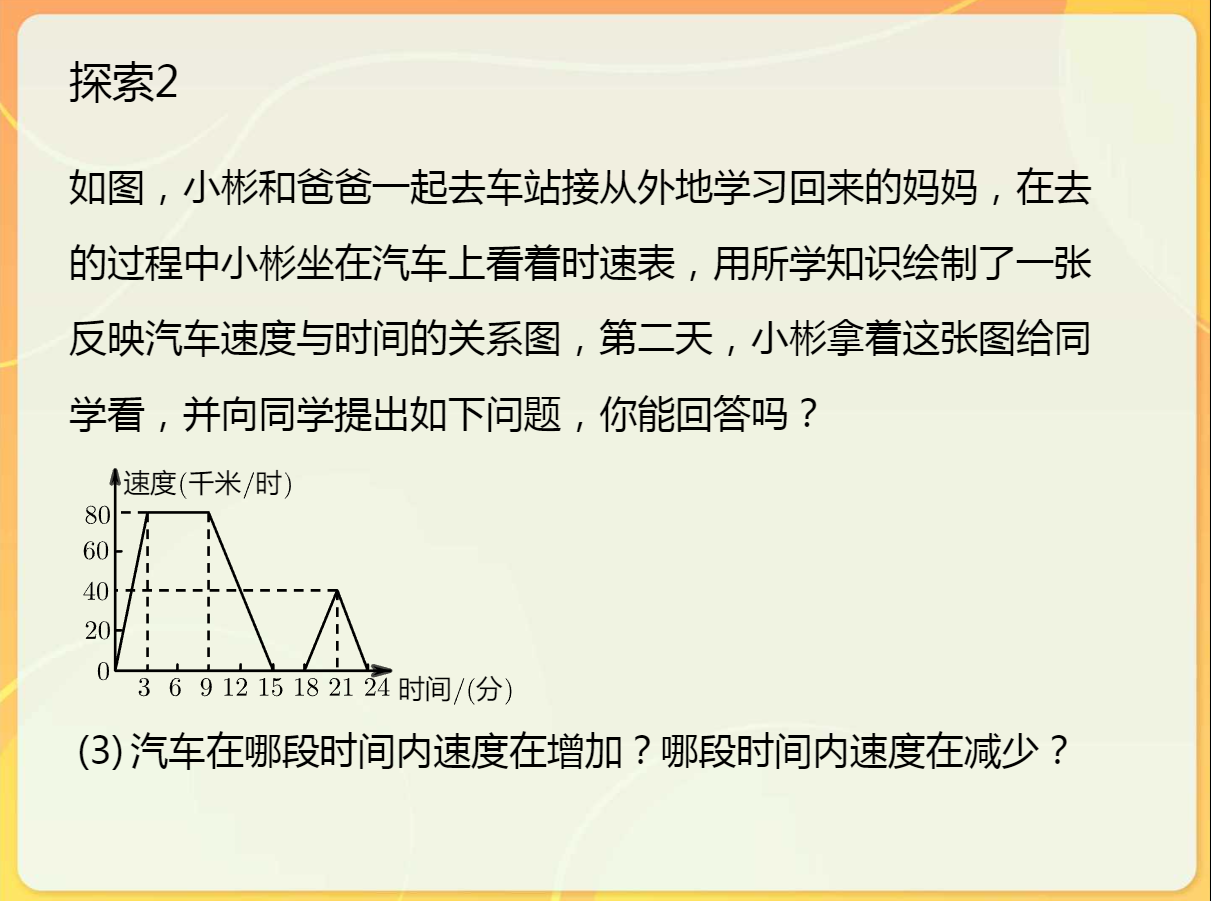 探索2
如图，小彬和爸爸一起去车站接从外地学习回来的妈妈，在去
的过程中小彬坐在汽车上看着时速表，用所学知识绘制了一张
反映汽车速度与时间的关系图，第二天，小彬拿着这张图给同
学看，并向同学提出如下问题，你能回答吗？
速度(千米/时)
80
60
40
20
0
3 6 9 12 15 18 21 24 时间/(分)
(3) 汽车在哪段时间内速度在增加？哪段时间内速度在减少？